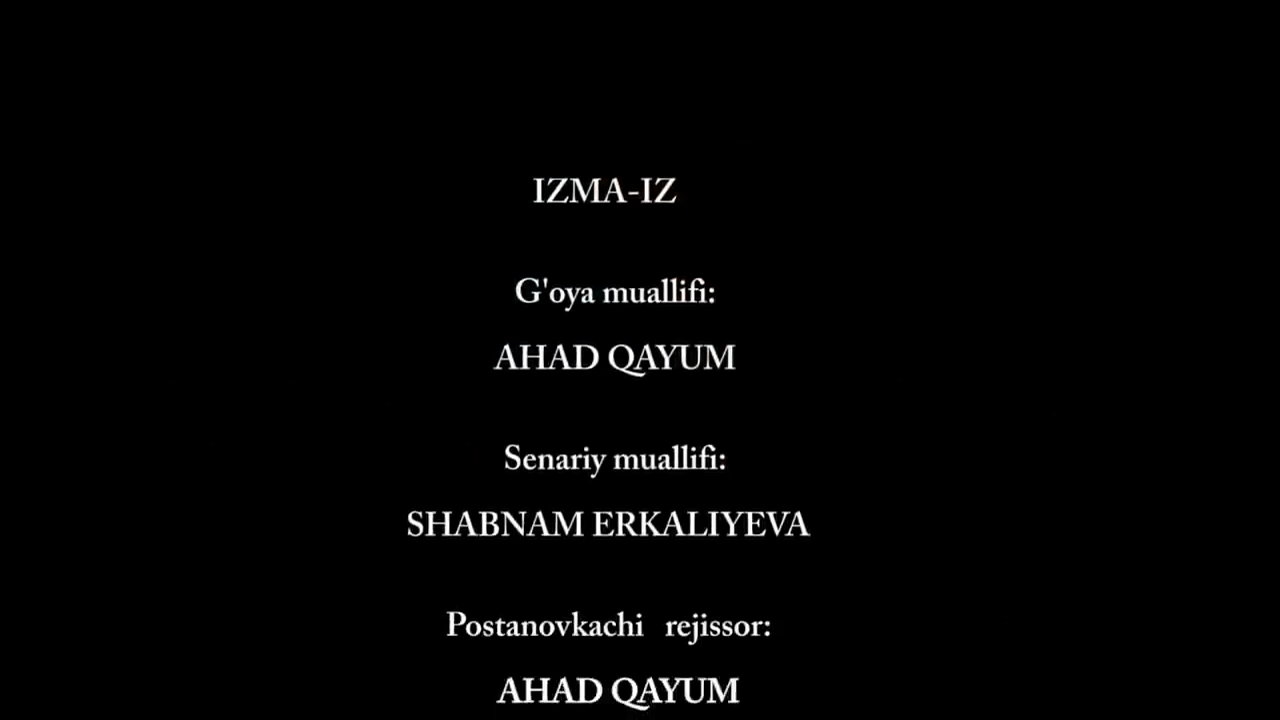 IZMA-IZ
G'oya muallifi:
AHAD QAYUM
Senariy muallifi:
SHABNAM ERKALIYEVA
Postanovkachi rejissor:
AHAD QAYUM